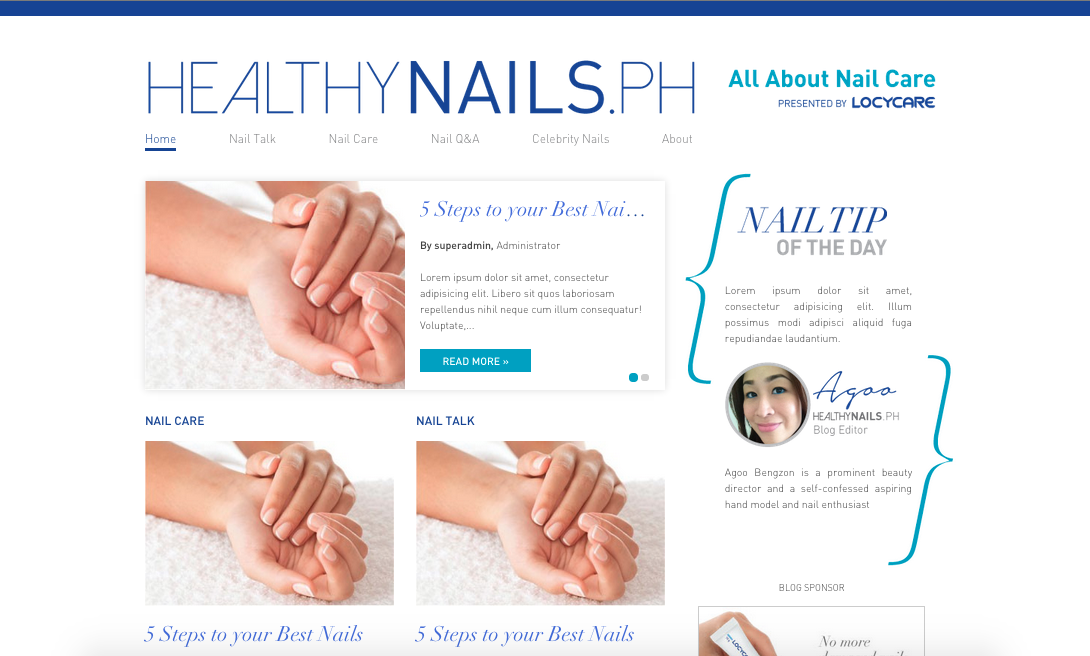 HEALTHYNAILS.PH
All About Nail Care
PRESENTED BY LOCYCARE
Home Nail Talk Nail Care Nail Q&A Celebrity Nails About
5 Steps to your Best Nai...
By superadmin, Administrator
Lorem ipsum dolor sit amet, consectetur
adipisicing elit. Libero sit quos laboriosam
repellendus nihil neque cum illum consequatur!
Voluptate,...
READ MORE »
NAIL TIP
OF THE DAY
Lorem ipsum dolor sit amet,
consectetur adipisicing elit. Illum
possimus modi adipisci aliquid fuga
repudiandae laudantium.
Agoo
HEALTHYNAILS.PH
Blog Editor
Agoo Bengzon is a prominent beauty
director and a self-confessed aspiring
hand model and nail enthusiast
NAIL CARE
5 Steps to your Best Nails
NAIL TALK
5 Steps to your Best Nails
BLOG SPONSOR
LOCYCARE
No more